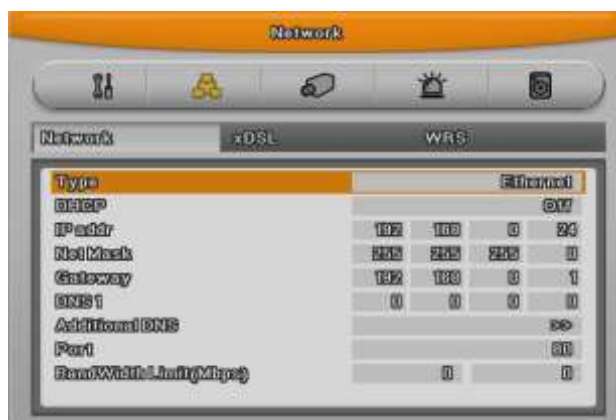 Network
Network xDSL WRS
Type Ethernet
DHCP Off
IP addr 192 168 0 24
Net Mask 255 255 255 0
Gateway 192 168 0 1
DNS 1 0 0 0 0
Additional DNS >>
Port 80
BandWidth Limit(Mbps) 0 0